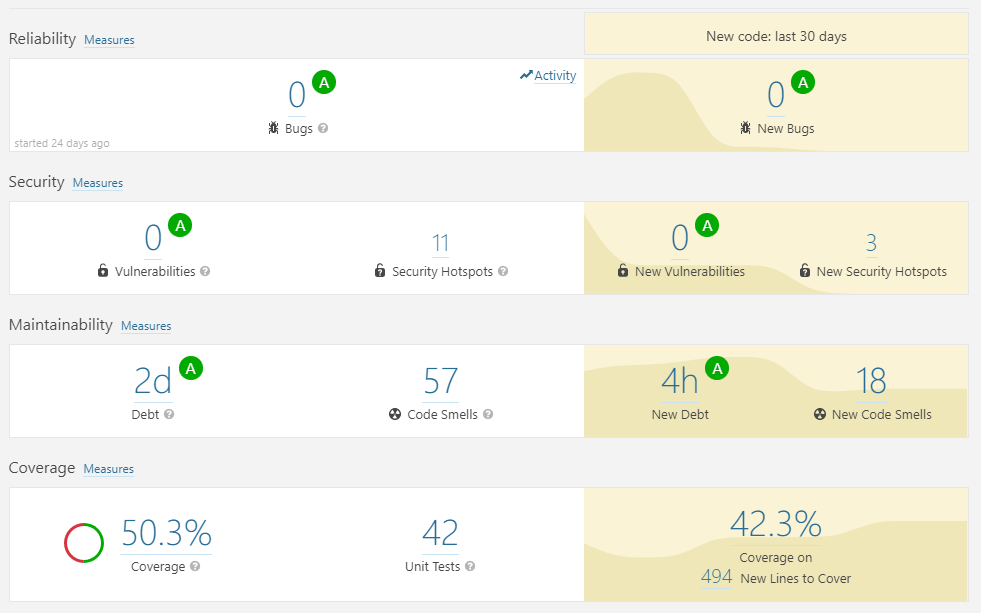 New code: last 30 days
Reliability Measures
Activity
0 A
Bugs ?
started 24 days ago
0 A
New Bugs
Security Measures
0 A
Vulnerabilities ?
11
Security Hotspots ?
0 A
New Vulnerabilities
3
New Security Hotspots
Maintainability Measures
2d A
Debt ?
57
Code Smells ?
4h A
New Debt
18
New Code Smells
Coverage Measures
50.3%
Coverage ?
42
Unit Tests ?
42.3%
Coverage on
494 New Lines to Cover